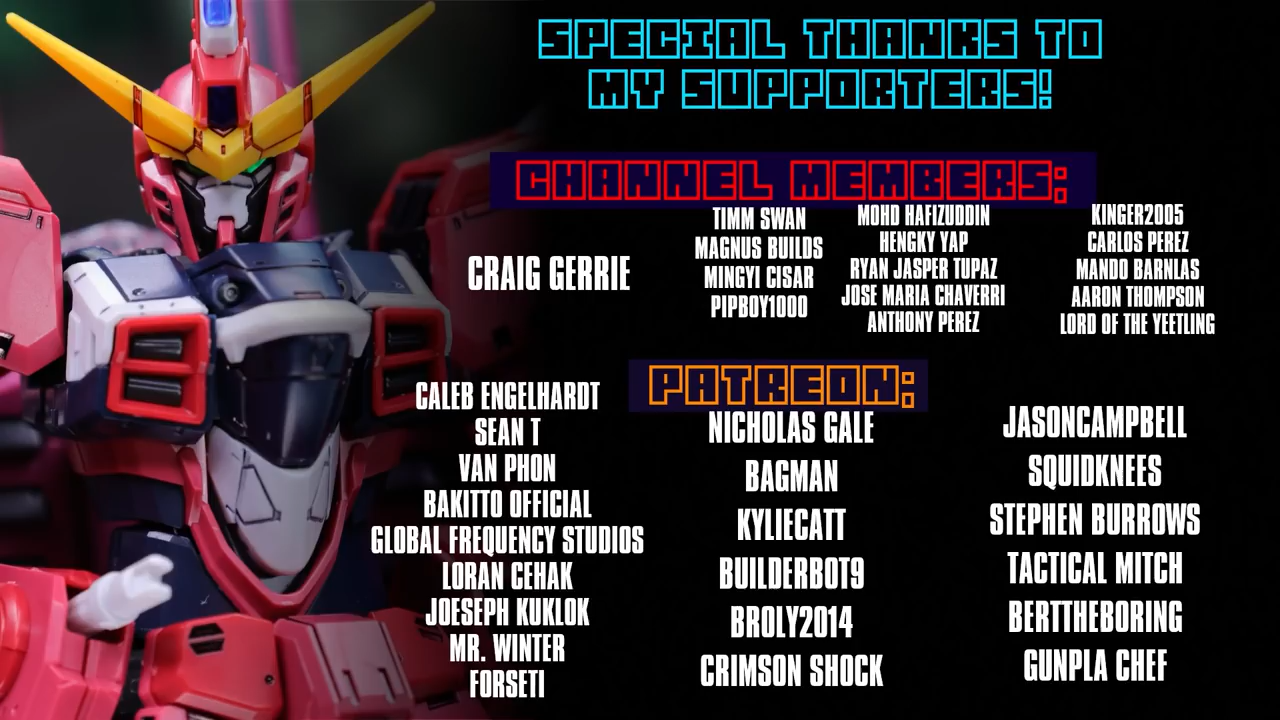 SPECIAL THANKS TO
MY SUPPORTERS!
CHANNEL MEMBERS:
CRAIG GERRIE
TIMM SWAN
MAGNUS BUILDS
MINGYI CISAR
PIPBOY1000
MOHD HAFIZUDDIN
HENGKY YAP
RYAN JASPER TUPAZ
JOSE MARIA CHAVERRI
ANTHONY PEREZ
KINGER2005
CARLOS PEREZ
MANDO BARNLAS
AARON THOMPSON
LORD OF THE YEETLING
PATREON:
CALEB ENGELHARDT
SEAN T
VAN PHON
BAKITTO OFFICIAL
GLOBAL FREQUENCY STUDIOS
LORAN CEHAK
JOESEPH KUKLOK
MR. WINTER
FORSETI
NICHOLAS GALE
BAGMAN
KYLIECATT
BUILDERBOT9
BROLY2014
CRIMSON SHOCK
JASONCAMPBELL
SQUIDKNEES
STEPHEN BURROWS
TACTICAL MITCH
BERTTHEBORING
GUNPLA CHEF